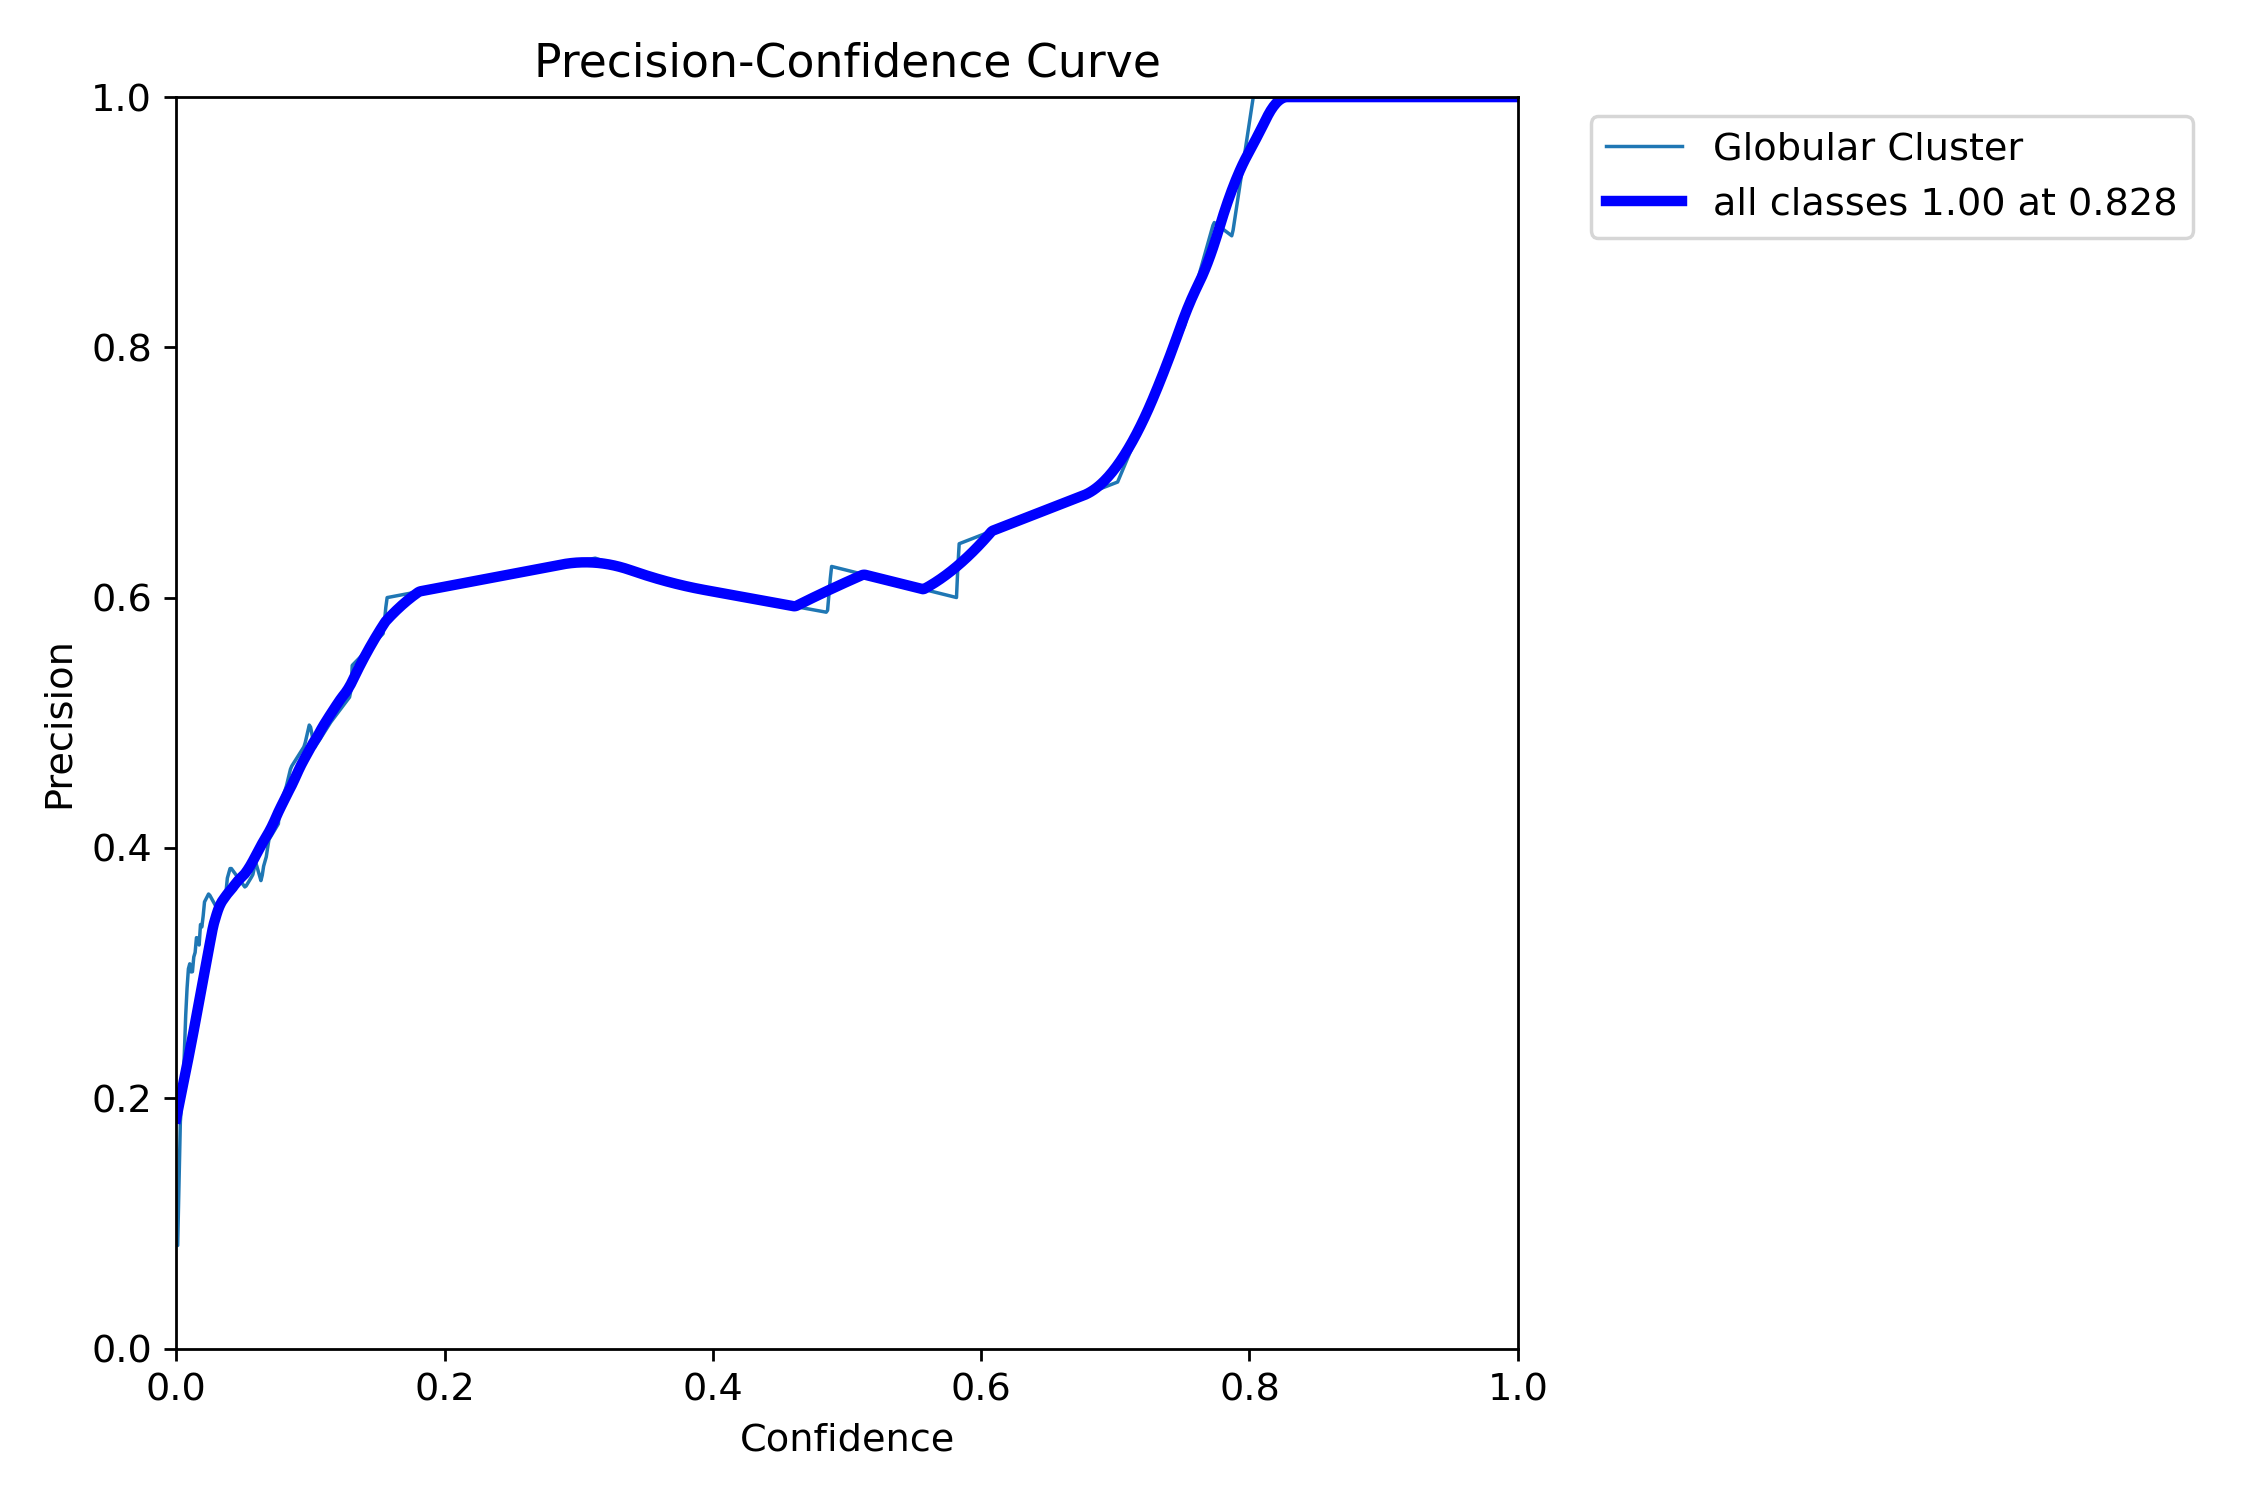 Precision-Confidence Curve
1.0
0.8
0.6
0.4
0.2
0.0
Precision
0.0 0.2 0.4 0.6 0.8 1.0
Confidence
Globular Cluster
all classes 1.00 at 0.828